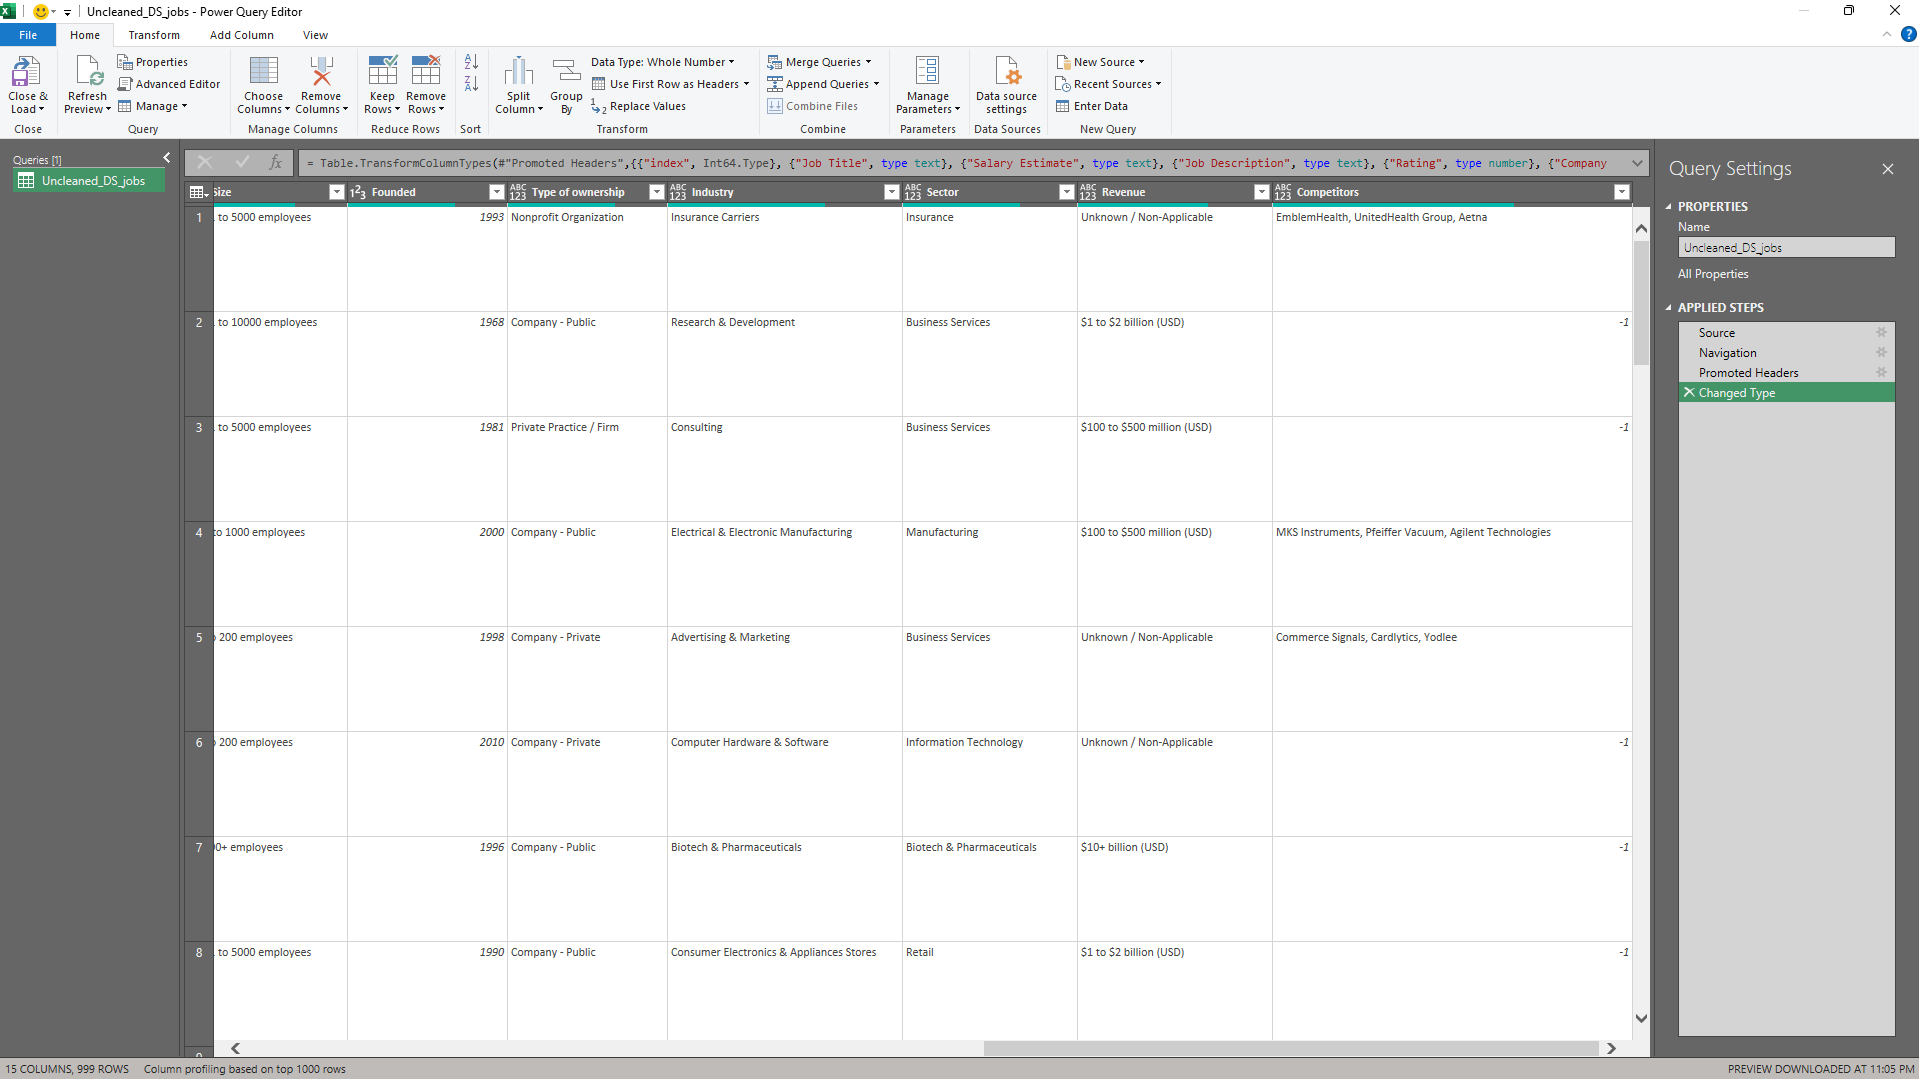 Uncleaned_DS_jobs - Power Query Editor
File Home Transform Add Column View
Close & Load
Close
Refresh Preview
Properties
Advanced Editor
Manage
Query
Choose Columns
Remove Columns
Manage Columns
Keep Rows
Remove Rows
Reduce Rows
Sort
Split Column
Group By
Data Type: Whole Number
Use First Row as Headers
Replace Values
Transform
Merge Queries
Append Queries
Combine Files
Combine
Manage Parameters
Parameters
Data source settings
Data Sources
New Source
Recent Sources
Enter Data
New Query
Queries [1]
Uncleaned_DS_jobs
fx
= Table.TransformColumnTypes(#"Promoted Headers",{{"index", Int64.Type}, {"Job Title", type text}, {"Salary Estimate", type text}, {"Job Description", type text}, {"Rating", type number}, {"Company
Size 123 Founded ABC 123 Type of ownership ABC 123 Industry ABC 123 Sector ABC 123 Revenue ABC 123 Competitors
1 to 5000 employees 1993 Nonprofit Organization Insurance Carriers Insurance Unknown / Non-Applicable EmblemHealth, UnitedHealth Group, Aetna
2 to 10000 employees 1968 Company - Public Research & Development Business Services $1 to $2 billion (USD) -1
3 to 5000 employees 1981 Private Practice / Firm Consulting Business Services $100 to $500 million (USD) -1
4 to 1000 employees 2000 Company - Public Electrical & Electronic Manufacturing Manufacturing $100 to $500 million (USD) MKS Instruments, Pfeiffer Vacuum, Agilent Technologies
5 200 employees 1998 Company - Private Advertising & Marketing Business Services Unknown / Non-Applicable Commerce Signals, Cardlytics, Yodlee
6 200 employees 2010 Company - Private Computer Hardware & Software Information Technology Unknown / Non-Applicable -1
7 0+ employees 1996 Company - Public Biotech & Pharmaceuticals Biotech & Pharmaceuticals $10+ billion (USD) -1
8 to 5000 employees 1990 Company - Public Consumer Electronics & Appliances Stores Retail $1 to $2 billion (USD) -1
Query Settings
PROPERTIES
Name
Uncleaned_DS_jobs
All Properties
APPLIED STEPS
Source
Navigation
Promoted Headers
Changed Type
15 COLUMNS, 999 ROWS Column profiling based on top 1000 rows
PREVIEW DOWNLOADED AT 11:05 PM